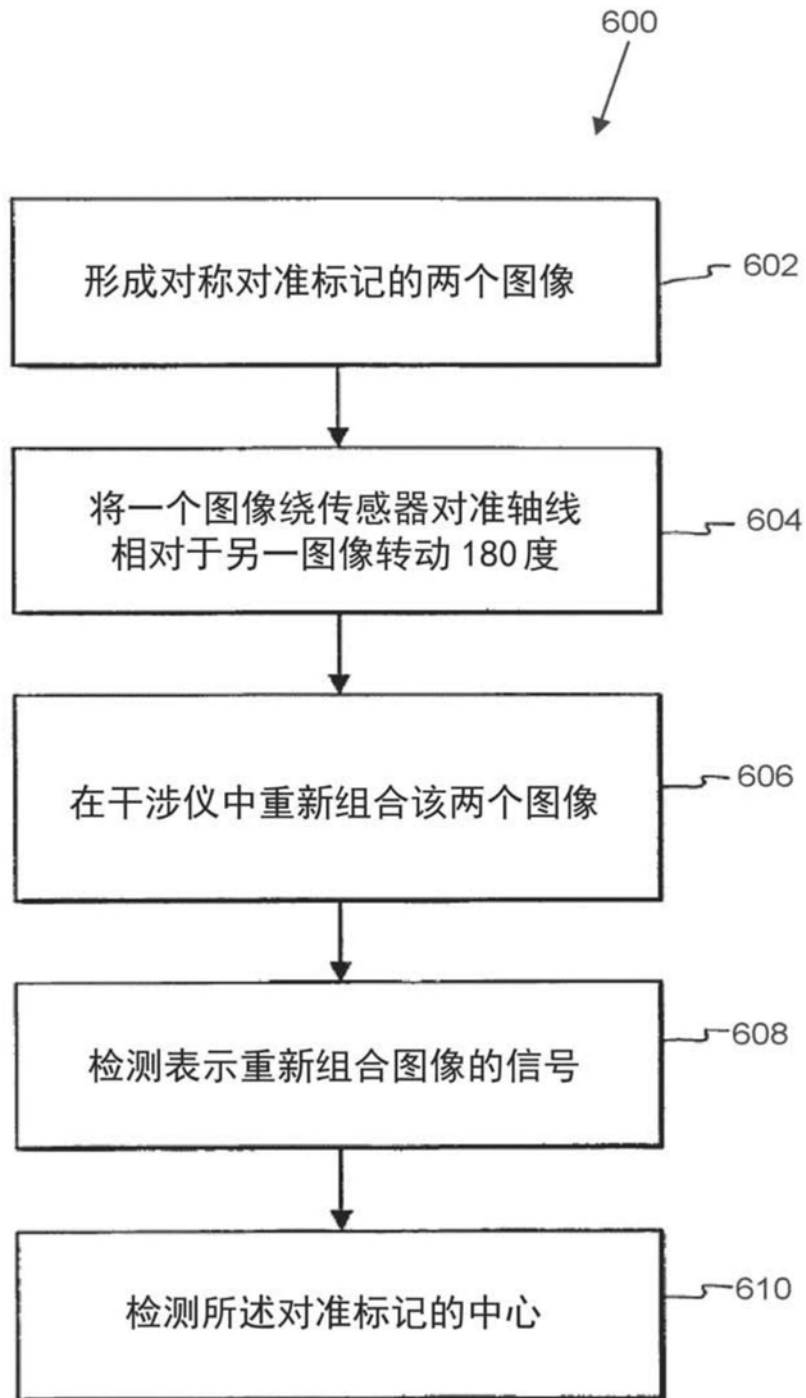 600
形成对称对准标记的两个图像
602
将一个图像绕传感器对准轴线
相对于另一图像转动 180 度
604
在干涉仪中重新组合该两个图像
606
检测表示重新组合图像的信号
608
检测所述对准标记的中心
610